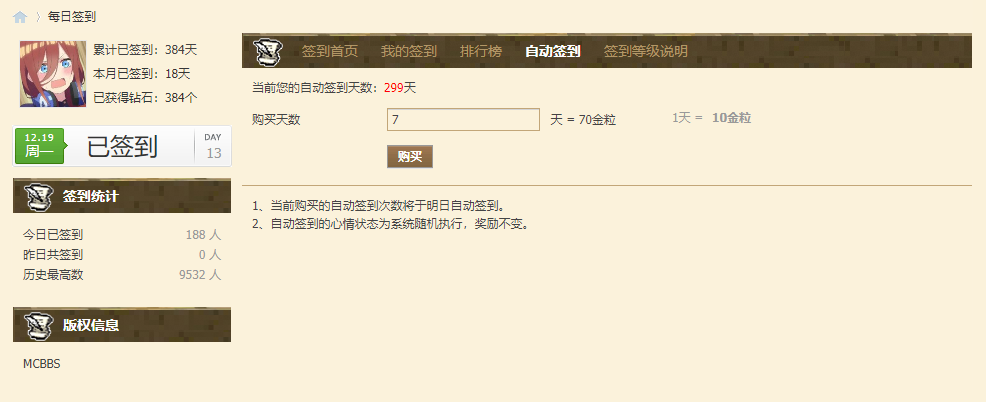 每日签到
累计已签到：384天
本月已签到：18天
已获得钻石：384个
12.19
周一
已签到
DAY
13
签到统计
今日已签到 188 人
昨日共签到 0 人
历史最高数 9532 人
版权信息
MCBBS
签到首页 我的签到 排行榜 自动签到 签到等级说明
当前您的自动签到天数：299天
购买天数 7 天 = 70金粒 1天 = 10金粒
购买
1、当前购买的自动签到次数将于明日自动签到。
2、自动签到的心情状态为系统随机执行，奖励不变。